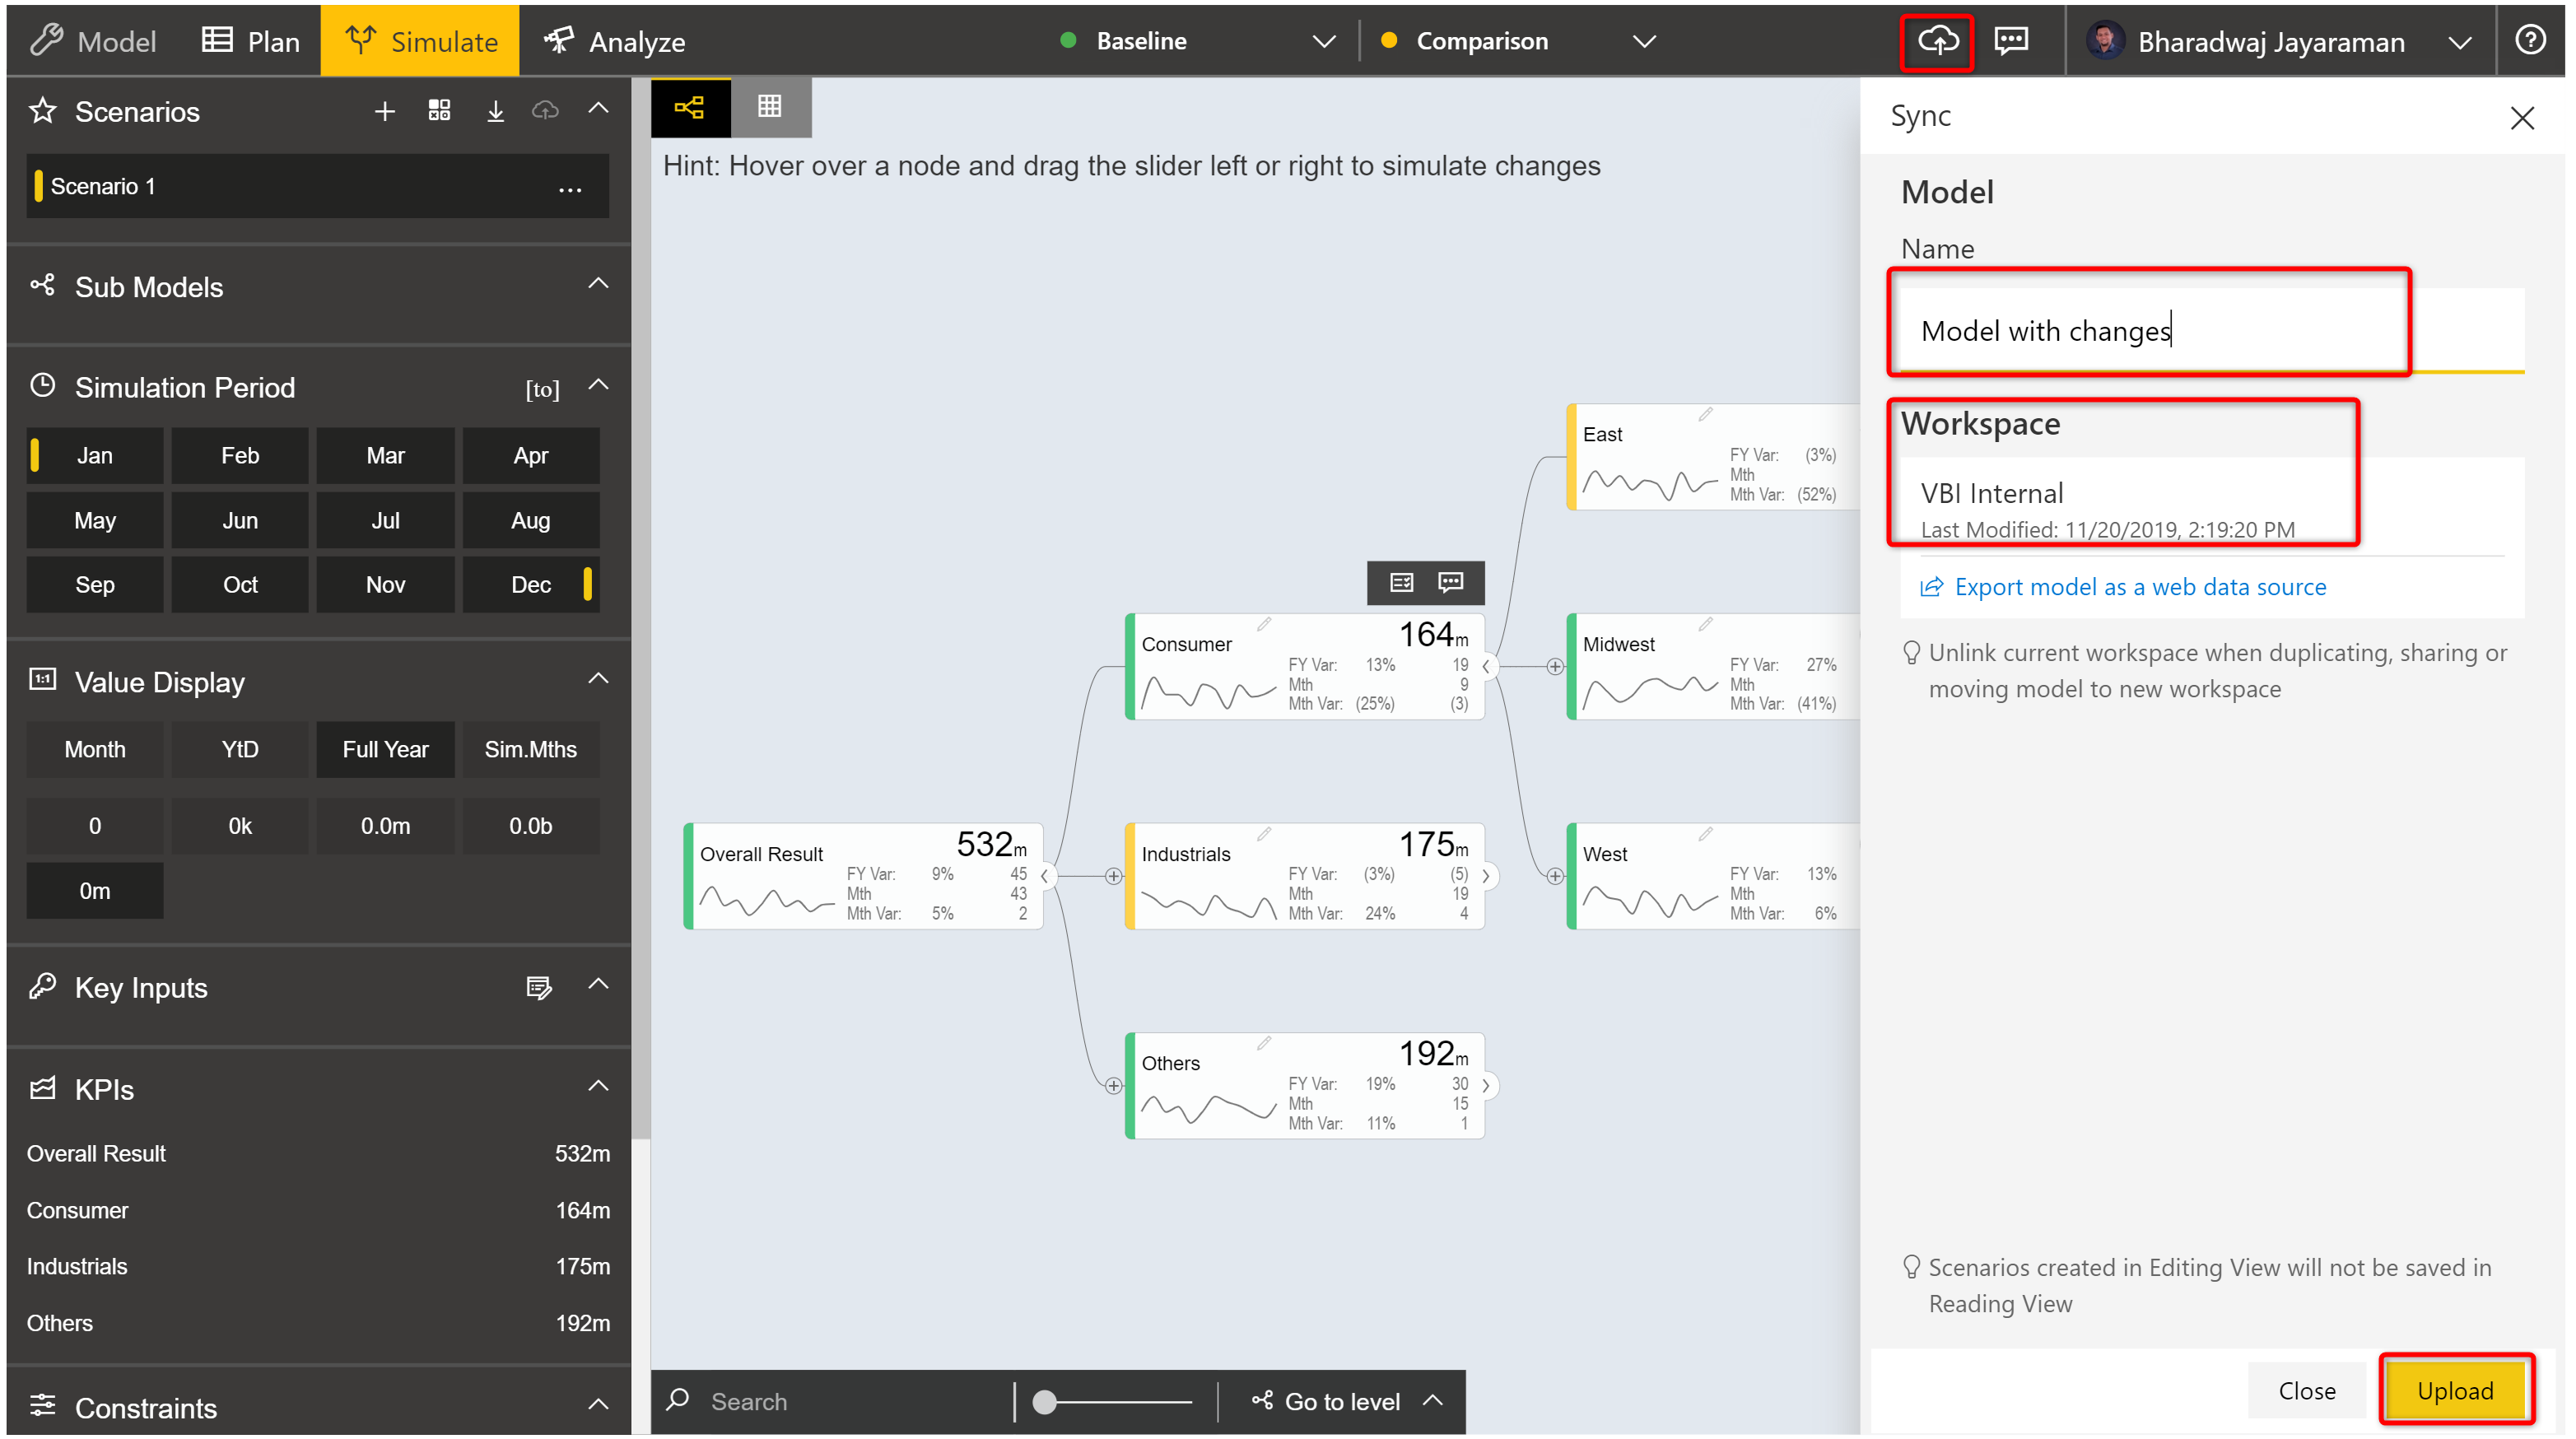 Model
Plan
Simulate
Analyze
Baseline
Comparison
Bharadwaj Jayaraman
Scenarios
Scenario 1
...
Sub Models
Simulation Period
[to]
Jan Feb Mar Apr
May Jun Jul Aug
Sep Oct Nov Dec
1:1 Value Display
Month YtD Full Year Sim.Mths
0 0k 0.0m 0.0b
0m
Key Inputs
KPIs
Overall Result 532m
Consumer 164m
Industrials 175m
Others 192m
Constraints
Hint: Hover over a node and drag the slider left or right to simulate changes
Overall Result 532m
FY Var: 9% 45
Mth 43
Mth Var: 5% 2
Consumer 164m
FY Var: 13% 19
Mth 9
Mth Var: (25%) (3)
Industrials 175m
FY Var: (3%) (5)
Mth 19
Mth Var: 24% 4
Others 192m
FY Var: 19% 30
Mth 15
Mth Var: 11% 1
East
FY Var: (3%)
Mth
Mth Var: (52%)
Midwest
FY Var: 27%
Mth
Mth Var: (41%)
West
FY Var: 13%
Mth
Mth Var: 6%
Search
Go to level
Sync
Model
Name
Model with changes
Workspace
VBI Internal
Last Modified: 11/20/2019, 2:19:20 PM
Export model as a web data source
Unlink current workspace when duplicating, sharing or
moving model to new workspace
Scenarios created in Editing View will not be saved in
Reading View
Close
Upload